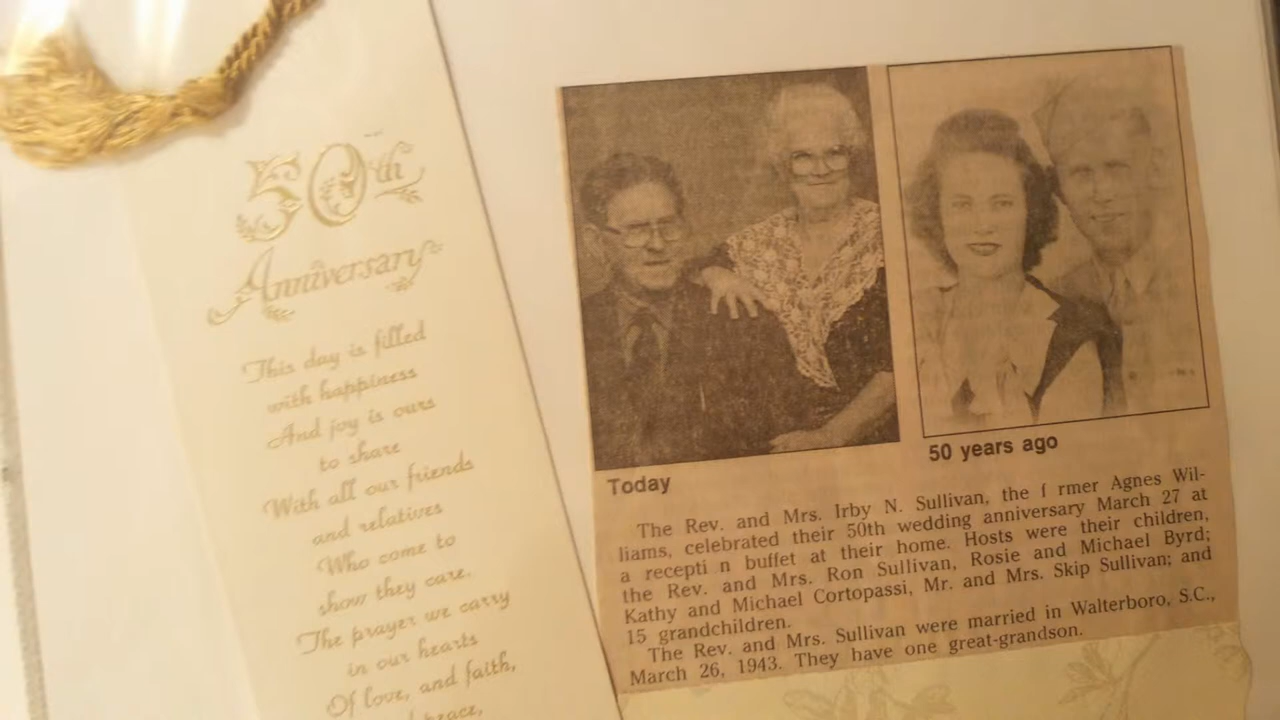 50th
Anniversary
This day is filled
with happiness
And joy is ours
to share
With all our friends
and relatives
Who come to
show they care.
The prayer we carry
in our hearts
Of love, and faith,
peace,
Today
50 years ago
The Rev. and Mrs. Irby N. Sullivan, the f rmer Agnes Wil-
liams, celebrated their 50th wedding anniversary March 27 at
a recepti n buffet at their home. Hosts were their children,
the Rev. and Mrs. Ron Sullivan, Rosie and Michael Byrd;
Kathy and Michael Cortopassi, Mr. and Mrs. Skip Sullivan; and
15 grandchildren.
The Rev. and Mrs. Sullivan were married in Walterboro, S.C.,
March 26, 1943. They have one great-grandson.